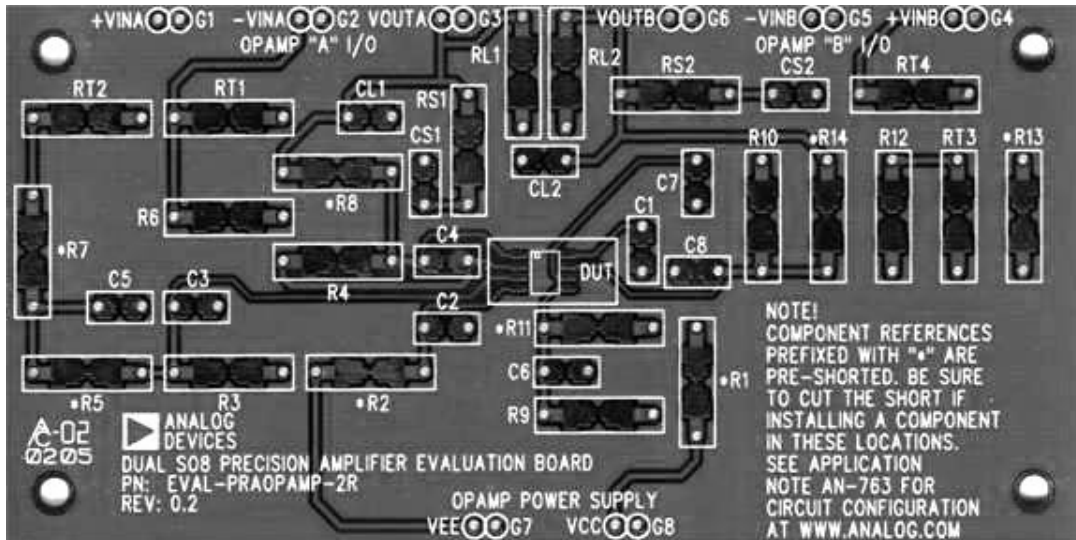 +VINA G1 -VINA G2 VOUTA G3 VOUTB G6 -VINB G5 +VINB G4
OPAMP "A" I/O
OPAMP "B" I/O
RL1
RL2
RT2
RT1
CL1
RS1
RS2
CS2
RT4
CS1
CL2
R10
*R14
R12
RT3
*R13
*R8
C7
R6
*R7
C4
C1
C8
DUT
R4
C5
C3
C2
*R11
C6
R9
*R1
*R5
R3
*R2
NOTE!
COMPONENT REFERENCES
PREFIXED WITH "*" ARE
PRE-SHORTED. BE SURE
TO CUT THE SHORT IF
INSTALLING A COMPONENT
IN THESE LOCATIONS.
SEE APPLICATION
NOTE AN-763 FOR
CIRCUIT CONFIGURATION
AT WWW.ANALOG.COM
C-02
0205
ANALOG
DEVICES
DUAL SO8 PRECISION AMPLIFIER EVALUATION BOARD
PN: EVAL-PRAOPAMP-2R
REV: 0.2
OPAMP POWER SUPPLY
VEE G7 VCC G8